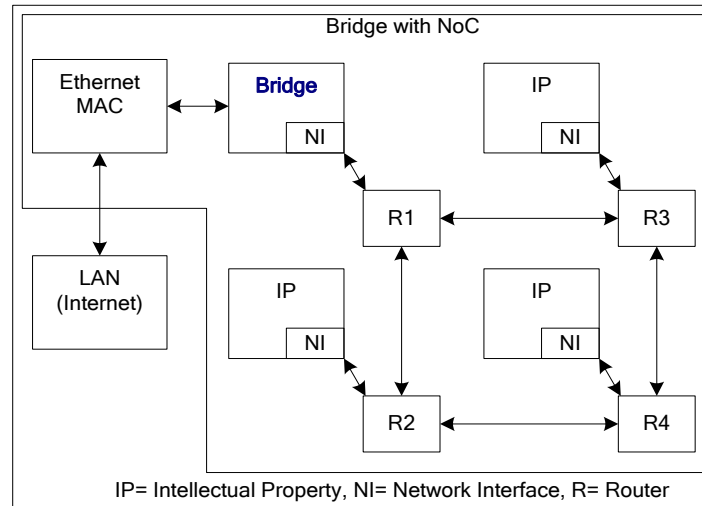 Bridge with NoC
Ethernet
MAC
Bridge
NI
IP
NI
R1
R3
LAN
(Internet)
IP
NI
IP
NI
R2
R4
IP= Intellectual Property, NI= Network Interface, R= Router